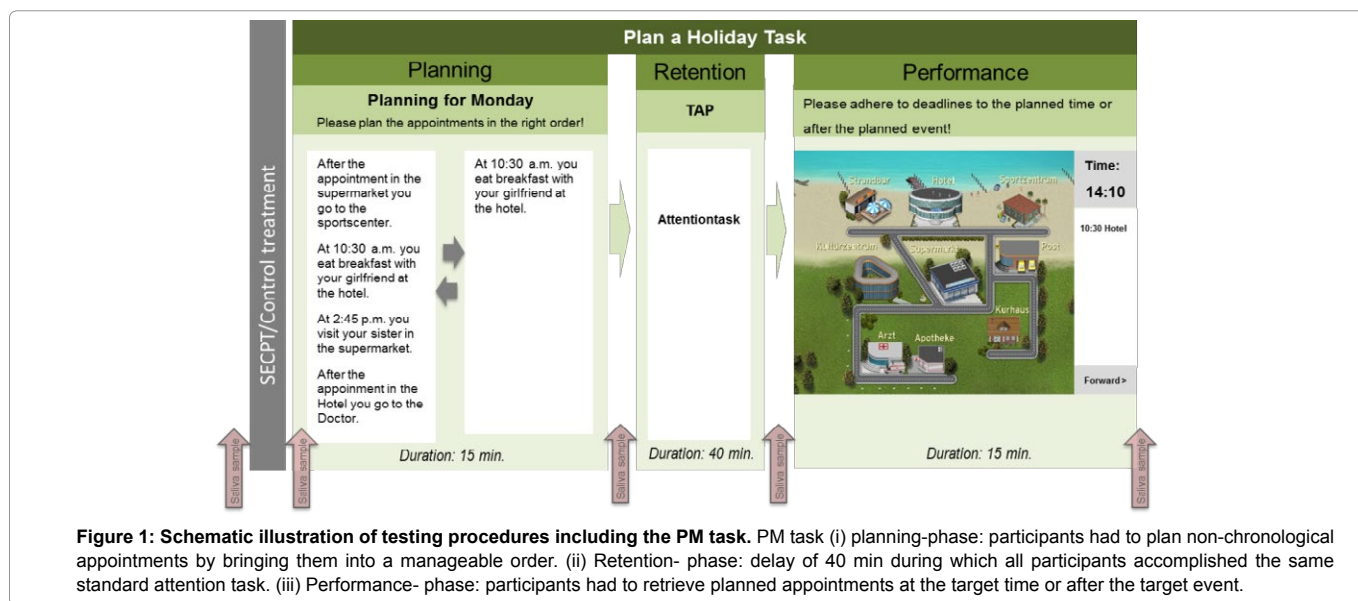 Plan a Holiday Task
SECPT/Control treatment
Planning
Planning for Monday
Please plan the appointments in the right order!
After the
appointment in the
supermarket you
go to the
sportscenter.
At 10:30 a.m. you
eat breakfast with
your girlfriend at
the hotel.
At 2:45 p.m. you
visit your sister in
the supermarket.
After the
appoinment in the
Hotel you go to the
Doctor.
At 10:30 a.m. you
eat breakfast with
your girlfriend at
the hotel.
Duration: 15 min.
Retention
TAP
Attentiontask
Duration: 40 min.
Performance
Please adhere to deadlines to the planned time or
after the planned event!
Strandbar
Hotel
Sportzentrum
Kulturzentrum
Supermarkt
Post
Kurhaus
Arzt
Apotheke
Time:
14:10
10:30 Hotel
Forward>
Duration: 15 min.
Saliva sample
Saliva sample
Saliva sample
Saliva sample
Saliva sample
Figure 1: Schematic illustration of testing procedures including the PM task. PM task (i) planning-phase: participants had to plan non-chronological
appointments by bringing them into a manageable order. (ii) Retention- phase: delay of 40 min during which all participants accomplished the same
standard attention task. (iii) Performance- phase: participants had to retrieve planned appointments at the target time or after the target event.